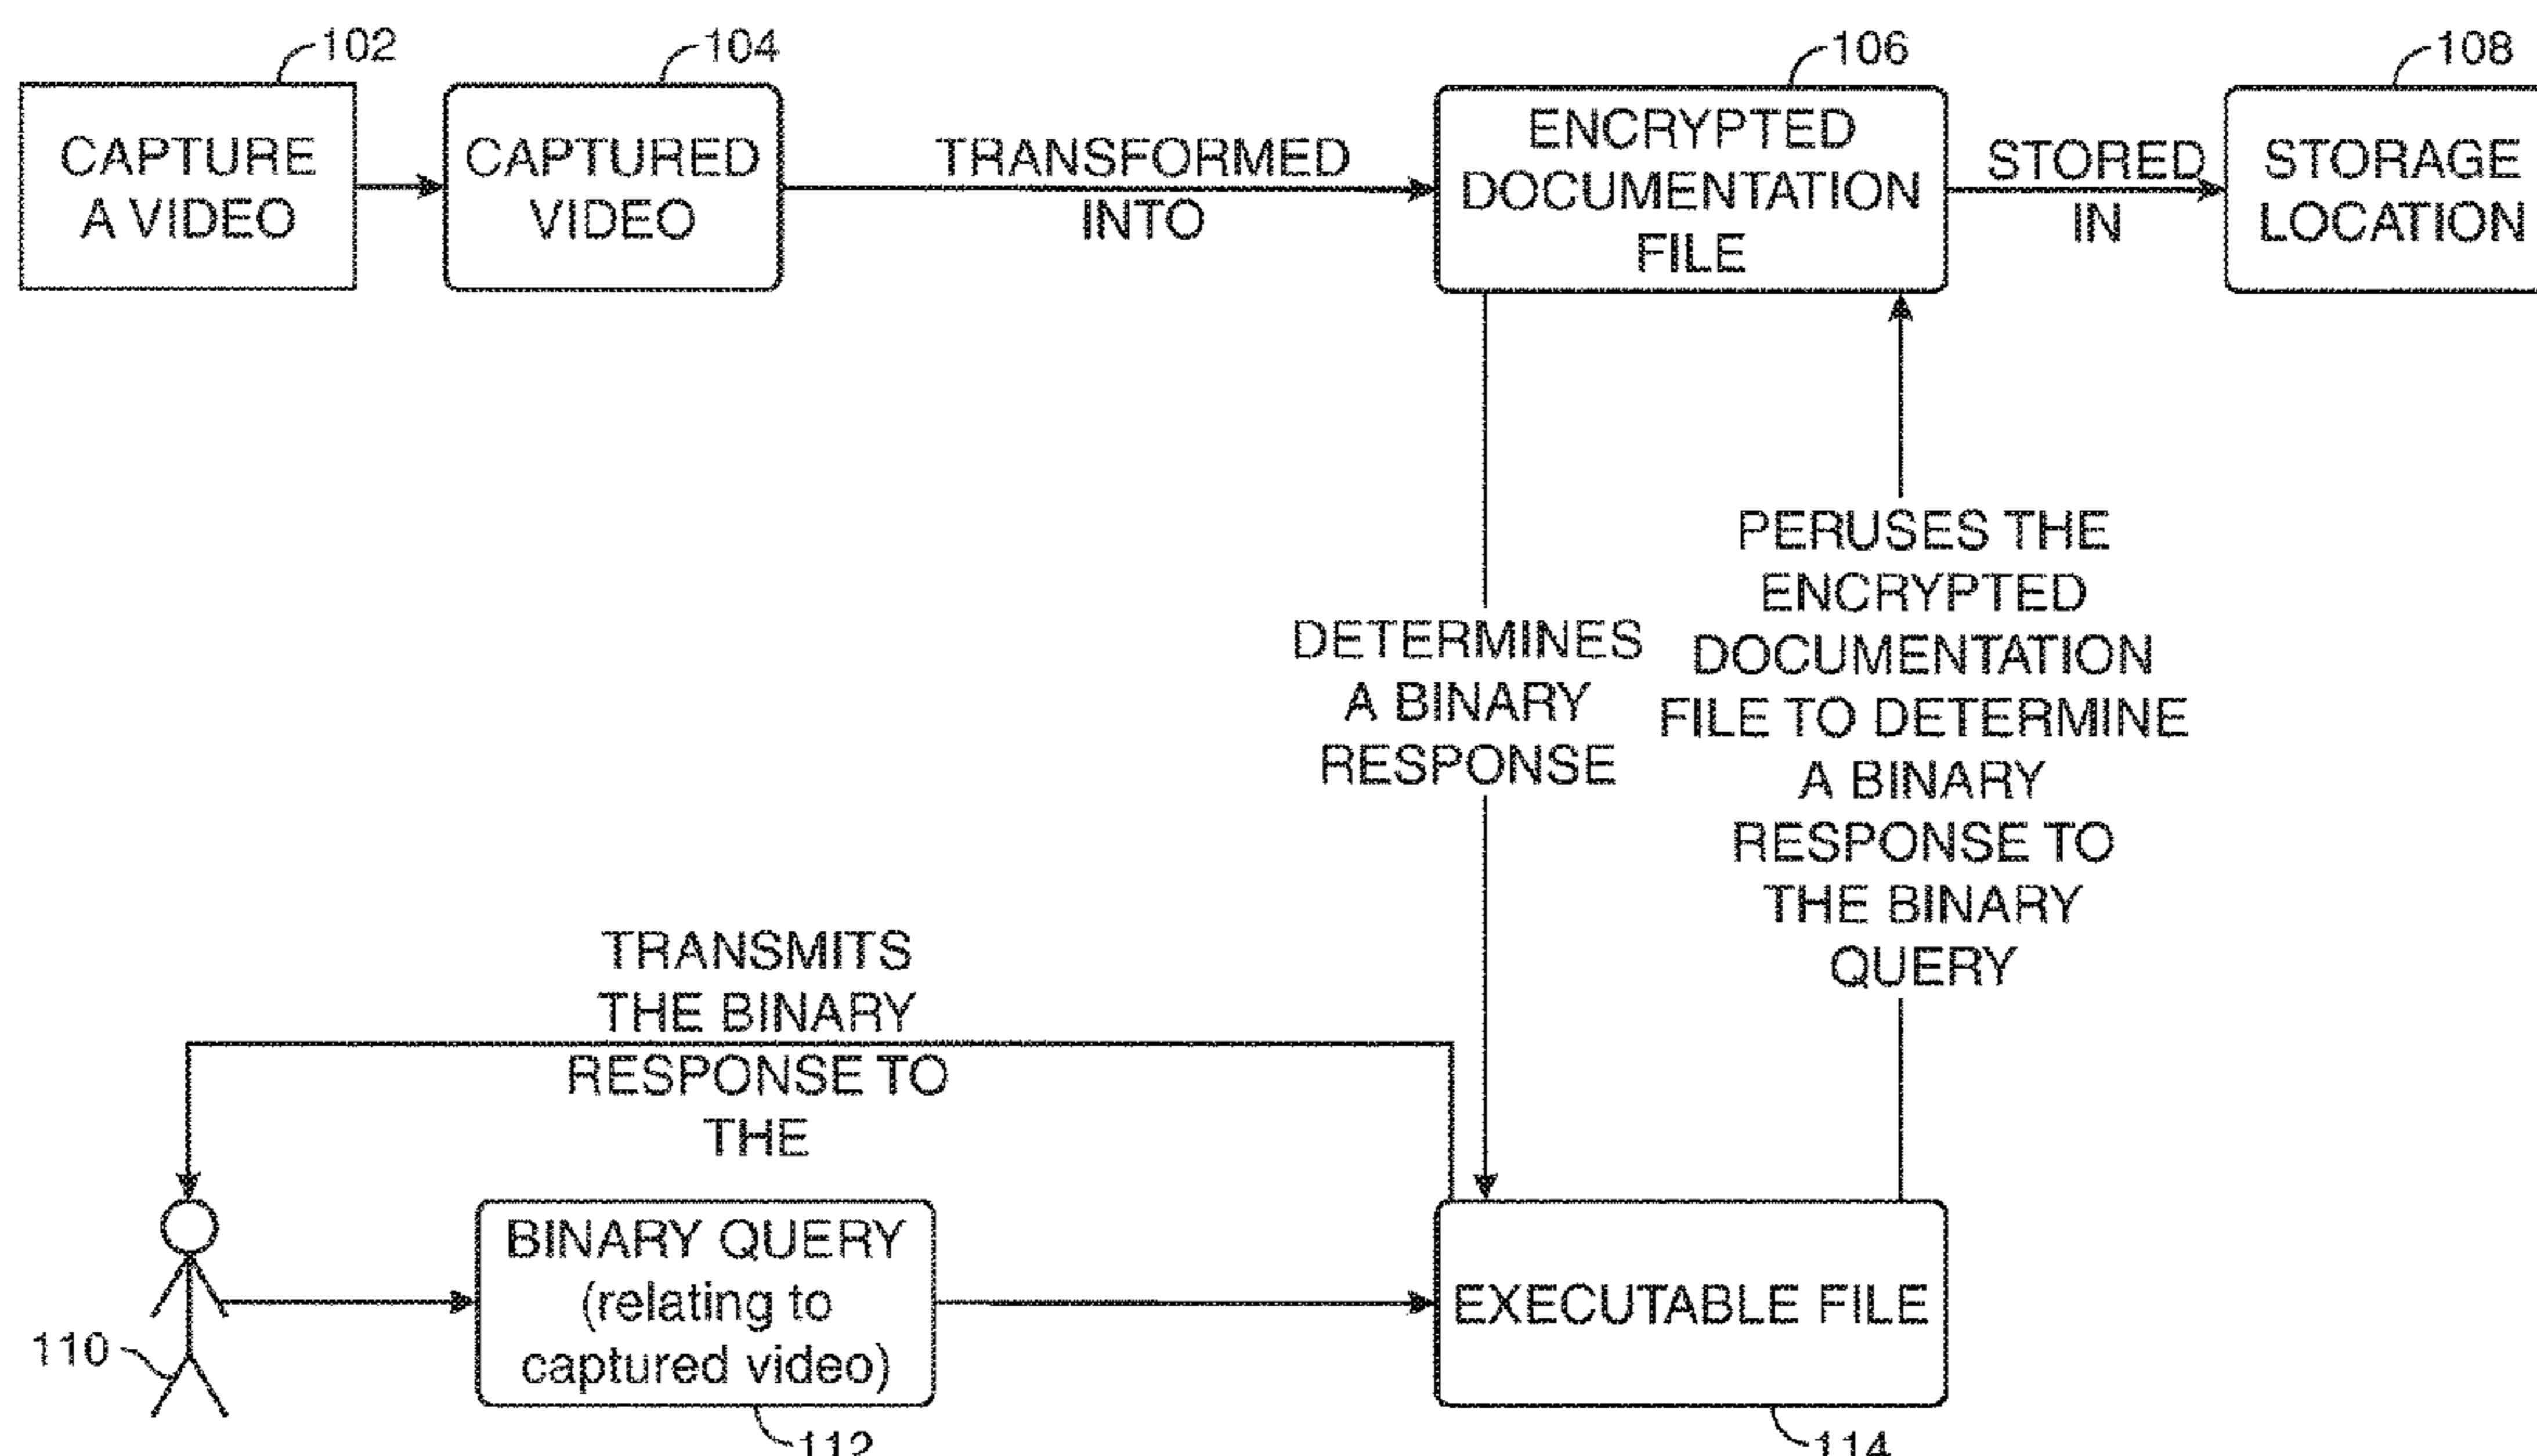 102
104
106
108
CAPTURE
A VIDEO
CAPTURED
VIDEO
TRANSFORMED
INTO
ENCRYPTED
DOCUMENTATION
FILE
STORED
IN
STORAGE
LOCATION
DETERMINES
A BINARY
RESPONSE
PERUSES THE
ENCRYPTED
DOCUMENTATION
FILE TO DETERMINE
A BINARY
RESPONSE TO
THE BINARY
QUERY
TRANSMITS
THE BINARY
RESPONSE TO
THE
110
BINARY QUERY
(relating to
captured video)
112
EXECUTABLE FILE
114